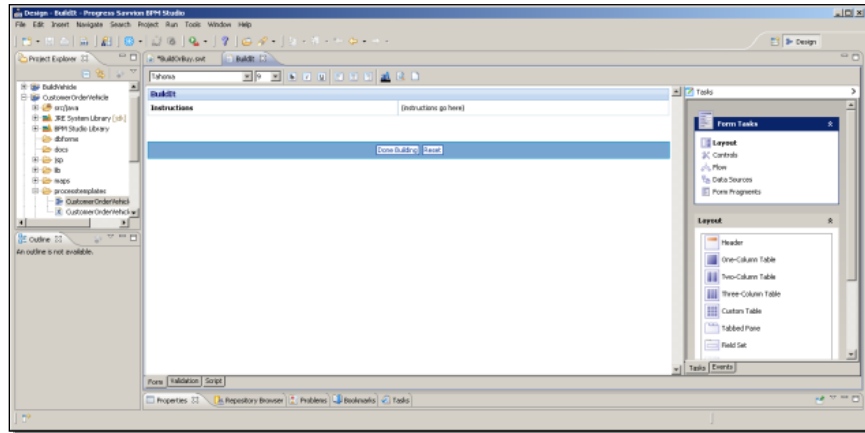 Design - BuildIt - Progress Savvion BPM Studio
File Edit Insert Navigate Search Project Run Tools Window Help
Design
Project Explorer
*BuildOrBuy.swt
BuildIt
Tahoma
9
BuildVehicle
CustomerOrderVehicle
src/java
JRE System Library [jdk]
BPM Studio Library
dbforms
docs
jsp
lib
maps
processtemplates
CustomerOrderVehicl
CustomerOrderVehicl
Outline
An outline is not available.
BuildIt
Instructions
(instructions go here)
Done Building
Reset
Form
Validation
Script
Tasks
Form Tasks
Layout
Controls
Flow
Data Sources
Form Fragments
Layout
Header
One-Column Table
Two-Column Table
Three-Column Table
Custom Table
Tabbed Pane
Field Set
Tasks
Events
Properties
Repository Browser
Problems
Bookmarks
Tasks